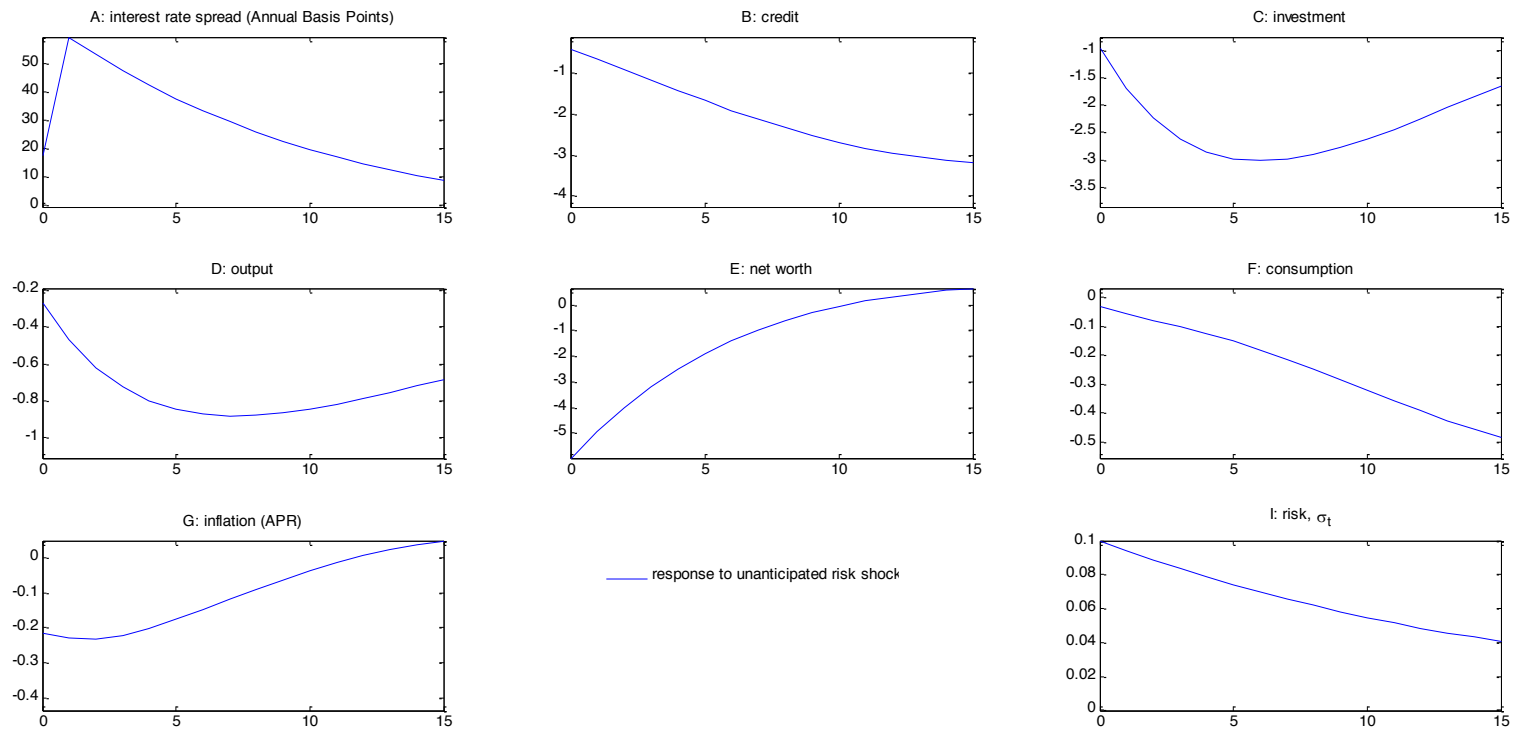 A: interest rate spread (Annual Basis Points)
50
40
30
20
10
0
0 5 10 15
B: credit
-1
-2
-3
-4
0 5 10 15
C: investment
-1
-1.5
-2
-2.5
-3
-3.5
0 5 10 15
D: output
-0.2
-0.4
-0.6
-0.8
-1
0 5 10 15
E: net worth
0
-1
-2
-3
-4
-5
0 5 10 15
F: consumption
0
-0.1
-0.2
-0.3
-0.4
-0.5
0 5 10 15
G: inflation (APR)
0
-0.1
-0.2
-0.3
-0.4
0 5 10 15
response to unanticipated risk shock
I: risk, σt
0.1
0.08
0.06
0.04
0.02
0
0 5 10 15